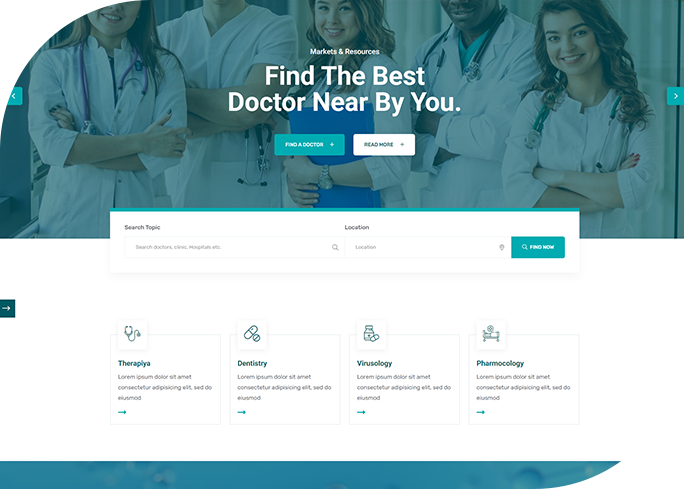 Markets & Resources
Find The Best
Doctor Near By You.
FIND A DOCTOR +
READ MORE +
Search Topic
Location
Search doctors, clinic, Hospitals etc.
Location
FIND NOW
Therapiya
Dentistry
Virusology
Pharmocology
Lorem ipsum dolor sit amet
consectetur adipisicing elit, sed do
eiusmod
Lorem ipsum dolor sit amet
consectetur adipisicing elit, sed do
eiusmod
Lorem ipsum dolor sit amet
consectetur adipisicing elit, sed do
eiusmod
Lorem ipsum dolor sit amet
consectetur adipisicing elit, sed do
eiusmod